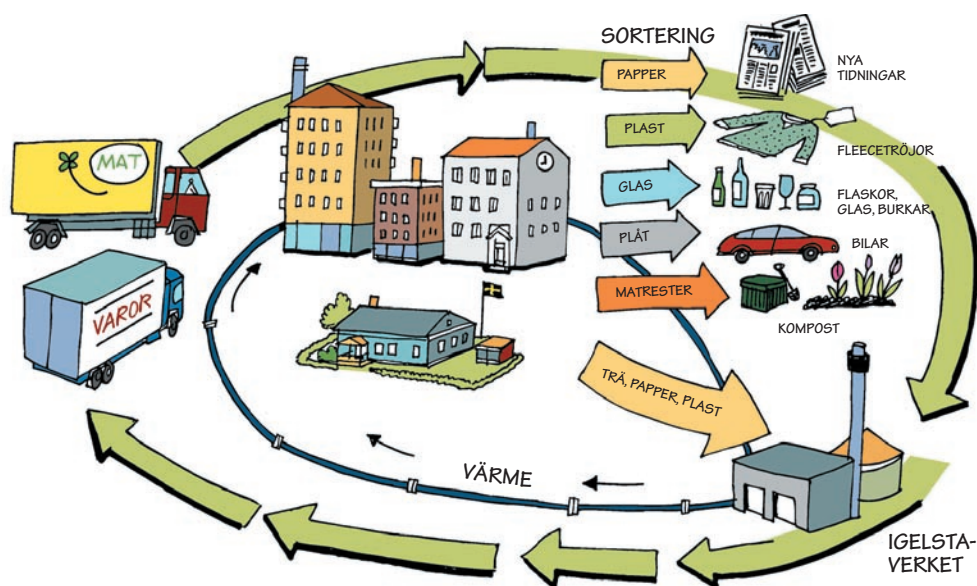 SORTERING
PAPPER
NYA
TIDNINGAR
PLAST
FLEECETRÖJOR
GLAS
FLASKOR,
GLAS, BURKAR
PLÅT
BILAR
MATRESTER
KOMPOST
MAT
VAROR
TRÄ, PAPPER, PLAST
VÄRME
IGELSTA-
VERKET